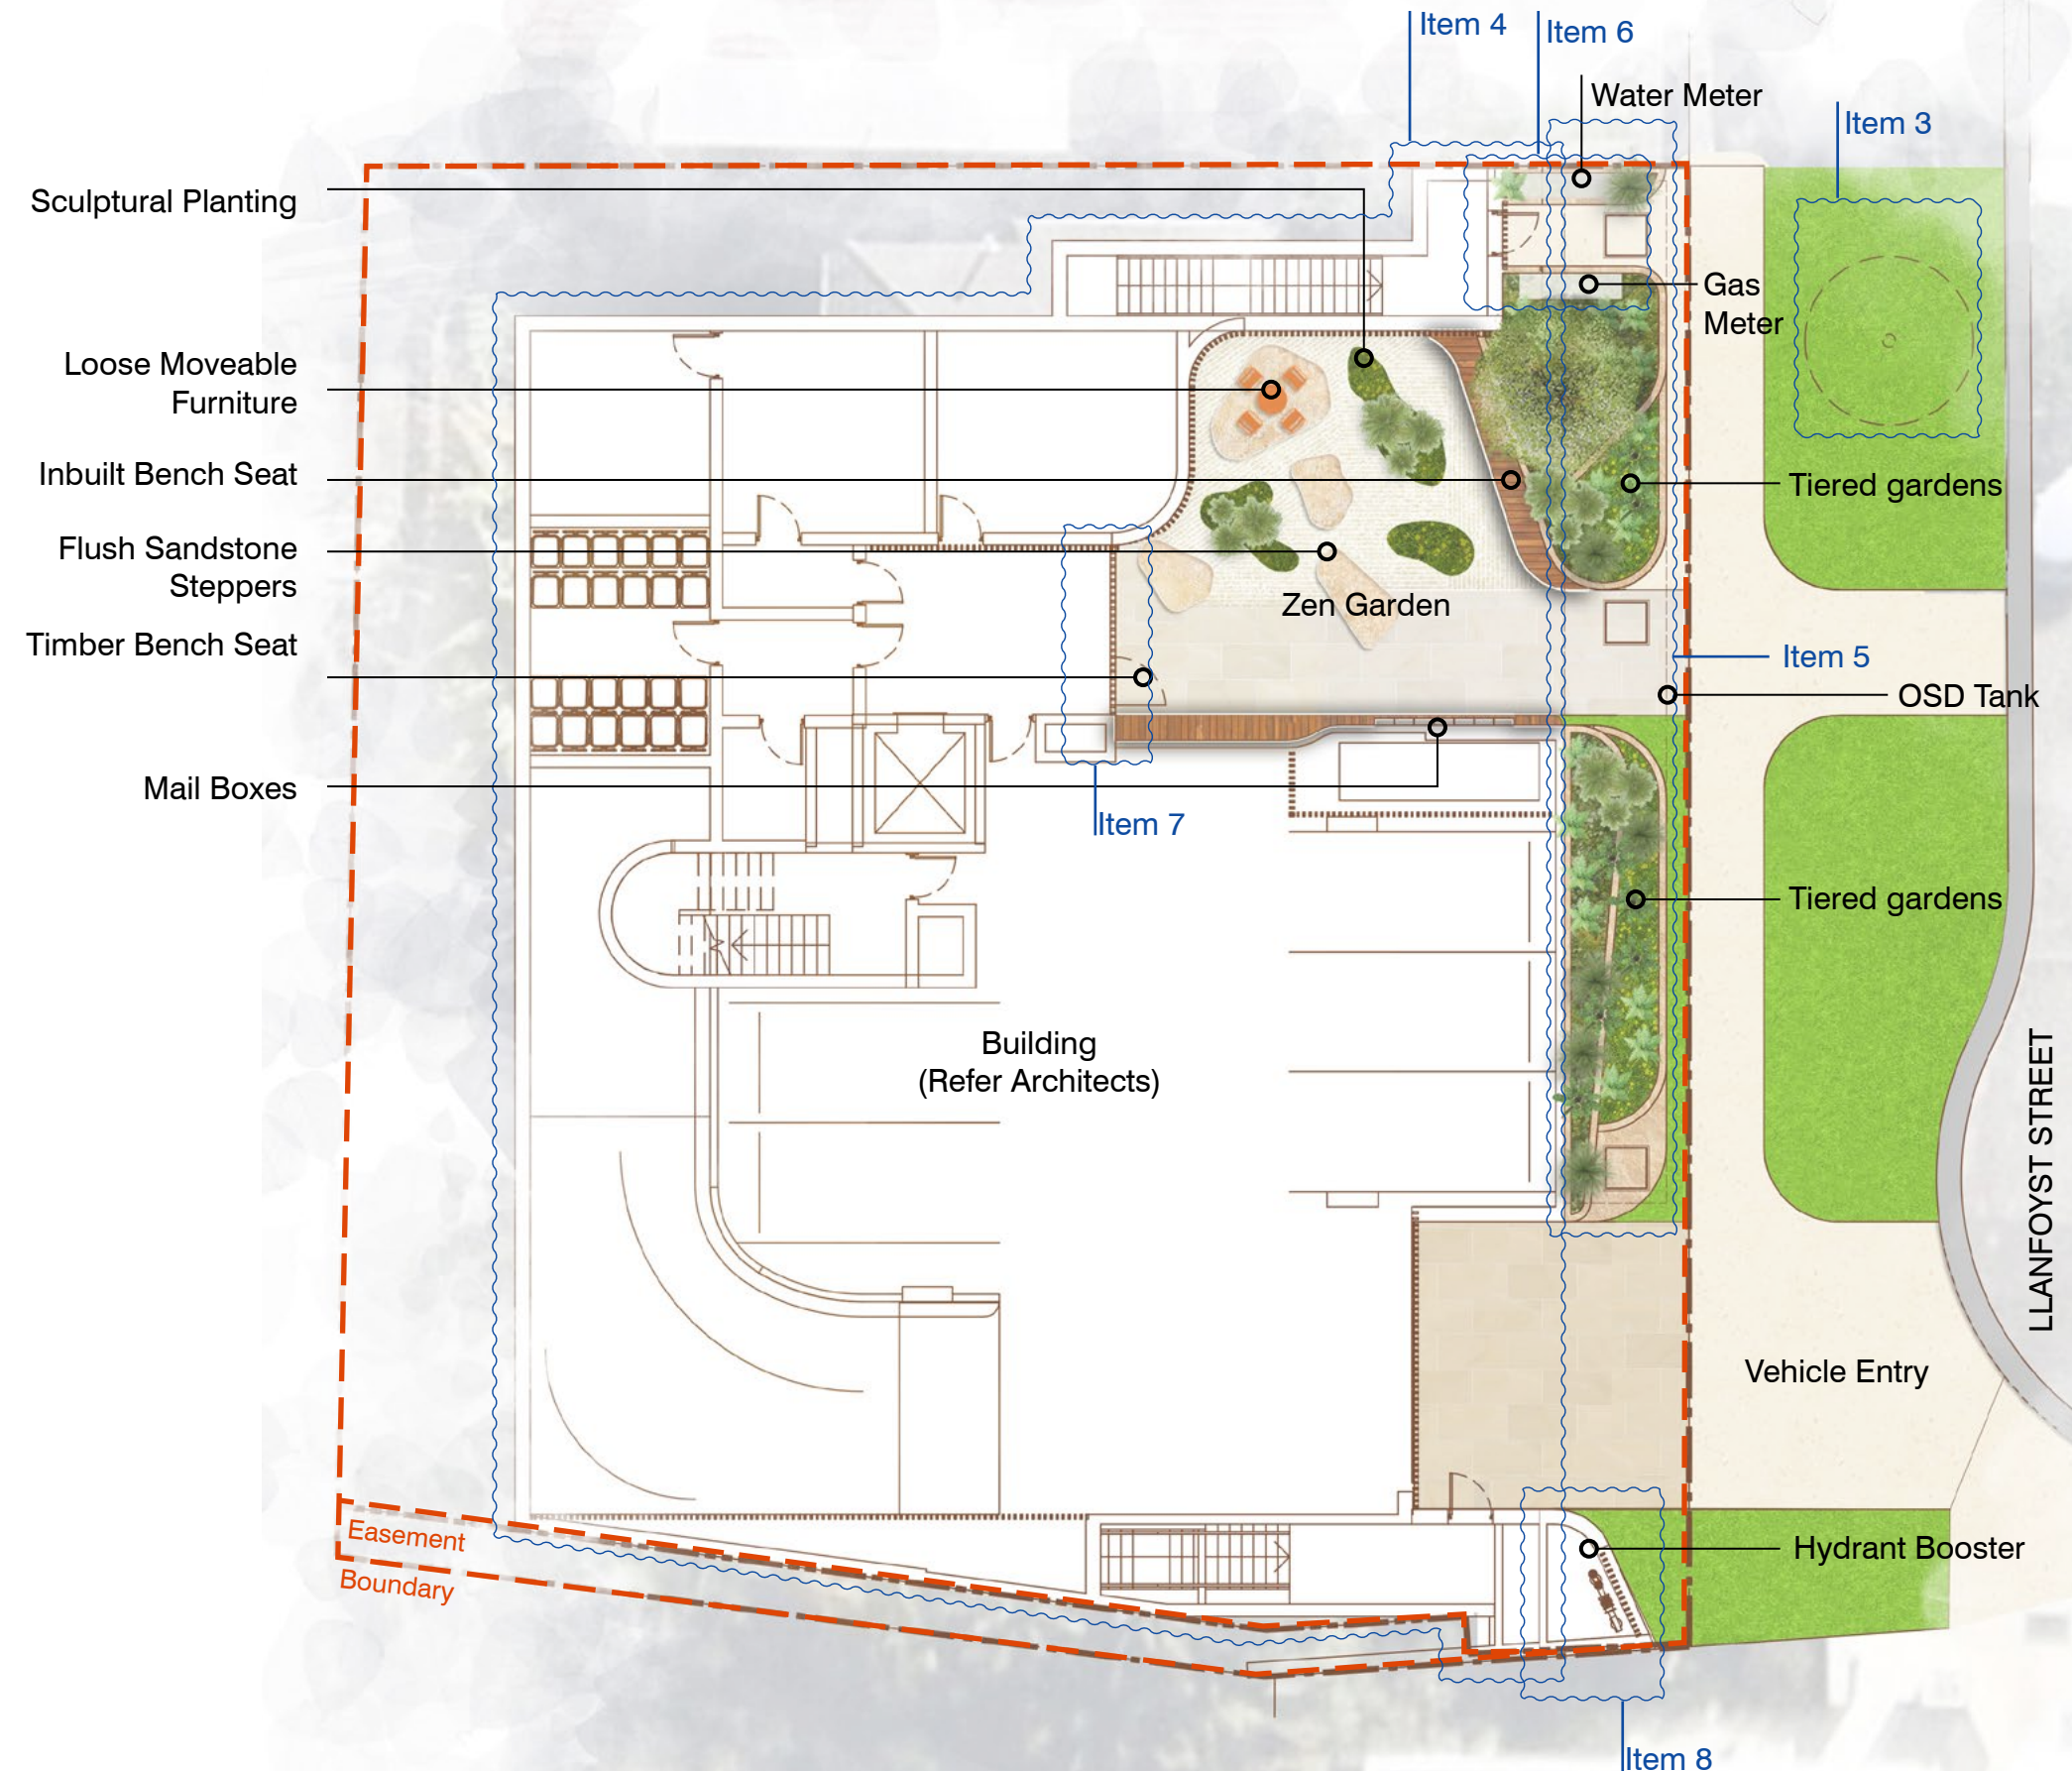 Item 4
Item 6
Water Meter
Item 3
Sculptural Planting
Gas
Meter
Loose Moveable
Furniture
Inbuilt Bench Seat
Tiered gardens
Flush Sandstone
Steppers
Zen Garden
Timber Bench Seat
Item 5
OSD Tank
Mail Boxes
Item 7
Tiered gardens
Building
(Refer Architects)
LLANFOYST STREET
Vehicle Entry
Easement
Boundary
Hydrant Booster
Item 8